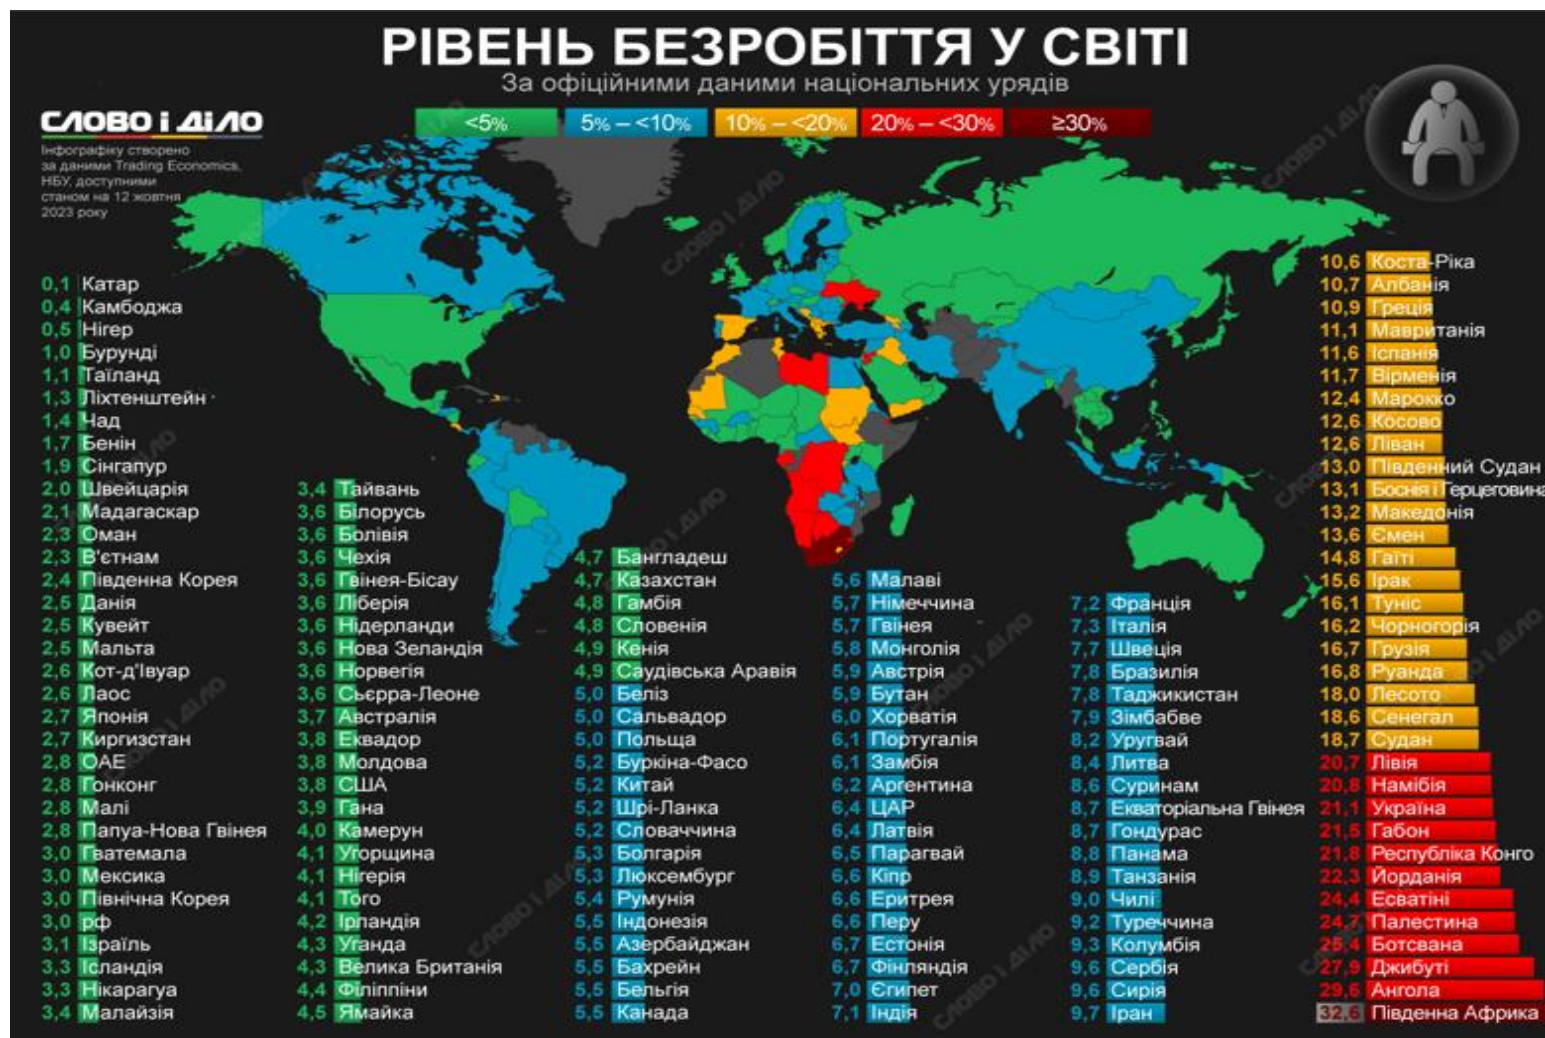 РІВЕНЬ БЕЗРОБІТТЯ У СВІТІ
За офіційними даними національних урядів
СЛОВО і ДіЛО
<5%
5% – <10%
10% – <20%
20% – <30%
≥30%
Інфографіку створено
за даними Trading Economics,
НБУ, доступними
станом на 12 жовтня
2023 року
0,1 Катар
0,4 Камбоджа
0,5 Нігер
1,0 Бурунді
1,1 Таїланд
1,3 Ліхтенштейн
1,4 Чад
1,7 Бенін
1,9 Сінгапур
2,0 Швейцарія
2,1 Мадагаскар
2,3 Оман
2,3 В'єтнам
2,4 Південна Корея
2,5 Данія
2,5 Кувейт
2,5 Мальта
2,6 Кот-д'Івуар
2,6 Лаос
2,7 Японія
2,7 Киргизстан
2,8 ОАЕ
2,8 Гонконг
2,8 Малі
2,8 Папуа-Нова Гвінея
3,0 Гватемала
3,0 Мексика
3,0 Північна Корея
3,0 рф
3,1 Ізраїль
3,3 Ісландія
3,3 Нікарагуа
3,4 Малайзія
3,4 Тайвань
3,6 Білорусь
3,6 Болівія
3,6 Чехія
3,6 Гвінея-Бісау
3,6 Ліберія
3,6 Нідерланди
3,6 Нова Зеландія
3,6 Норвегія
3,6 Сьєрра-Леоне
3,7 Австралія
3,8 Еквадор
3,8 Молдова
3,8 США
3,9 Гана
4,0 Камерун
4,1 Угорщина
4,1 Нігерія
4,1 Того
4,2 Ірландія
4,3 Уганда
4,3 Велика Британія
4,4 Філіппіни
4,5 Ямайка
4,7 Бангладеш
4,7 Казахстан
4,8 Гамбія
4,8 Словенія
4,9 Кенія
4,9 Саудівська Аравія
5,0 Беліз
5,0 Сальвадор
5,0 Польща
5,2 Буркіна-Фасо
5,2 Китай
5,2 Шрі-Ланка
5,2 Словаччина
5,3 Болгарія
5,3 Люксембург
5,4 Румунія
5,5 Індонезія
5,5 Азербайджан
5,5 Бахрейн
5,5 Бельгія
5,5 Канада
5,6 Малаві
5,7 Німеччина
5,7 Гвінея
5,8 Монголія
5,9 Австрія
5,9 Бутан
6,0 Хорватія
6,1 Португалія
6,1 Замбія
6,2 Аргентина
6,4 ЦАР
6,4 Латвія
6,5 Парагвай
6,6 Кіпр
6,6 Еритрея
6,6 Перу
6,7 Естонія
6,7 Фінляндія
7,0 Єгипет
7,1 Індія
7,2 Франція
7,3 Італія
7,7 Швеція
7,8 Бразилія
7,8 Таджикистан
7,9 Зімбабве
8,2 Уругвай
8,4 Литва
8,6 Суринам
8,7 Екваторіальна Гвінея
8,7 Гондурас
8,8 Панама
8,9 Танзанія
9,0 Чилі
9,2 Туреччина
9,3 Колумбія
9,6 Сербія
9,6 Сирія
9,7 Іран
10,6 Коста-Ріка
10,7 Албанія
10,9 Греція
11,1 Мавританія
11,6 Іспанія
11,7 Вірменія
12,4 Марокко
12,6 Косово
12,6 Ліван
13,0 Південний Судан
13,1 Боснія і Герцеговина
13,2 Македонія
13,6 Ємен
14,8 Гаїті
15,6 Ірак
16,1 Туніс
16,2 Чорногорія
16,7 Грузія
16,8 Руанда
18,0 Лесото
18,6 Сенегал
18,7 Судан
20,7 Лівія
20,8 Намібія
21,1 Україна
21,5 Габон
21,8 Республіка Конго
22,3 Йорданія
24,4 Есватіні
24,7 Палестина
25,4 Ботсвана
27,9 Джибуті
29,6 Ангола
32,6 Південна Африка